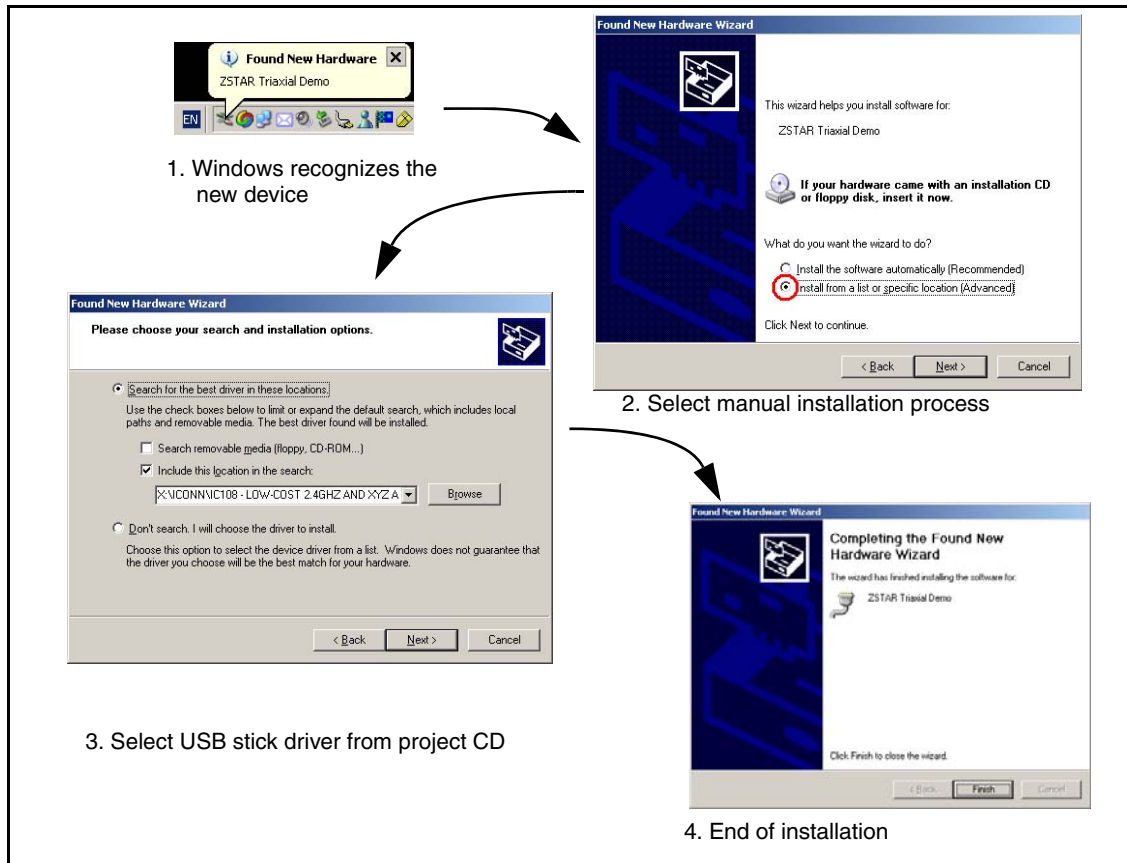 Found New Hardware
ZSTAR Triaxial Demo
EN
1. Windows recognizes the
new device
Found New Hardware Wizard
This wizard helps you install software for:
ZSTAR Triaxial Demo
If your hardware came with an installation CD
or floppy disk, insert it now.
What do you want the wizard to do?
Install the software automatically (Recommended)
Install from a list or specific location (Advanced)
Click Next to continue.
< Back
Next >
Cancel
2. Select manual installation process
Found New Hardware Wizard
Please choose your search and installation options.
Search for the best driver in these locations.
Use the check boxes below to limit or expand the default search, which includes local
paths and removable media. The best driver found will be installed.
Search removable media (floppy, CD-ROM...)
Include this location in the search:
X:\ICONN\IC108 - LOW-COST 2.4GHZ AND XYZ A
Browse
Don't search. I will choose the driver to install.
Choose this option to select the device driver from a list. Windows does not guarantee that
the driver you choose will be the best match for your hardware.
< Back
Next >
Cancel
3. Select USB stick driver from project CD
Found New Hardware Wizard
Completing the Found New
Hardware Wizard
The wizard has finished installing the software for:
ZSTAR Triaxial Demo
Click Finish to close the wizard.
< Back
Finish
Cancel
4. End of installation